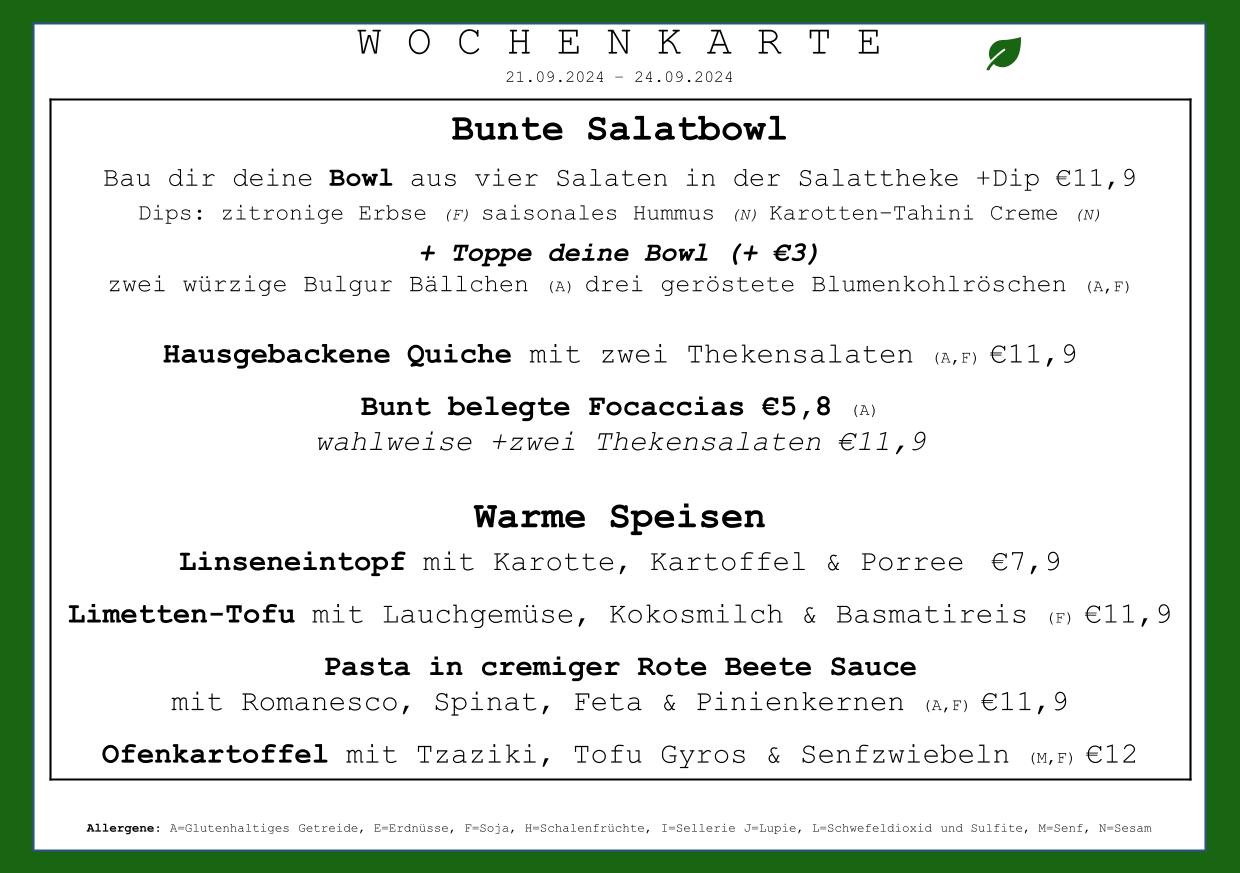 WOCHENKARTE
21.09.2024 – 24.09.2024
Bunte Salatbowl
Bau dir deine Bowl aus vier Salaten in der Salattheke +Dip €11,9
Dips: zitronige Erbse (F) saisonales Hummus (N) Karotten-Tahini Creme (N)
+ Toppe deine Bowl (+ €3)
zwei würzige Bulgur Bällchen (A) drei geröstete Blumenkohlröschen (A,F)
Hausgebackene Quiche mit zwei Thekensalaten (A,F) €11,9
Bunt belegte Focaccias €5,8 (A)
wahlweise +zwei Thekensalaten €11,9
Warme Speisen
Linseneintopf mit Karotte, Kartoffel & Porree €7,9
Limetten-Tofu mit Lauchgemüse, Kokosmilch & Basmatireis (F) €11,9
Pasta in cremiger Rote Beete Sauce
mit Romanesco, Spinat, Feta & Pinienkernen (A,F) €11,9
Ofenkartoffel mit Tzaziki, Tofu Gyros & Senfzwiebeln (M,F) €12
Allergene: A=Glutenhaltiges Getreide, E=Erdnüsse, F=Soja, H=Schalenfrüchte, I=Sellerie J=Lupie, L=Schwefeldioxid und Sulfite, M=Senf, N=Sesam